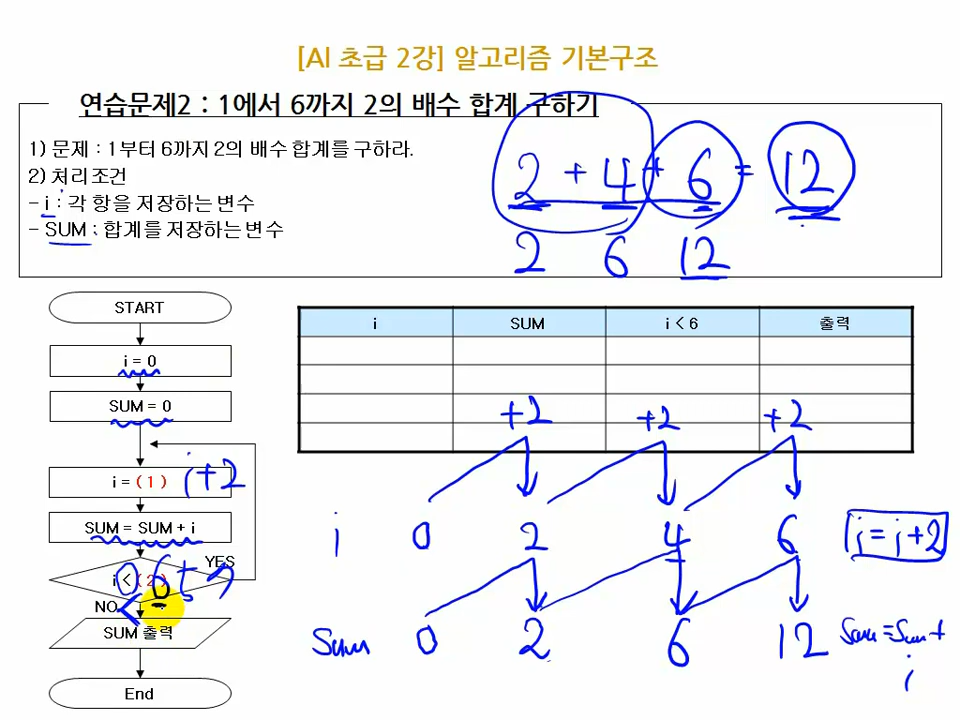 [AI 초급 2강] 알고리즘 기본구조
연습문제2 : 1에서 6까지 2의 배수 합계 구하기
1) 문제 : 1부터 6까지 2의 배수 합계를 구하라.
2) 처리조건
- i : 각 항을 저장하는 변수
- SUM : 합계를 저장하는 변수
2 + 4 + 6 = 12
2 6 12
START
i = 0
SUM = 0
i = (1) i+2
SUM = SUM + i
i < (2) 6
YES
NO <
SUM 출력
End
i SUM i < 6 출력
+2 +2 +2
i 0 2 4 6 i=i+2
Sum 0 2 6 12 Sum=Sum+
i